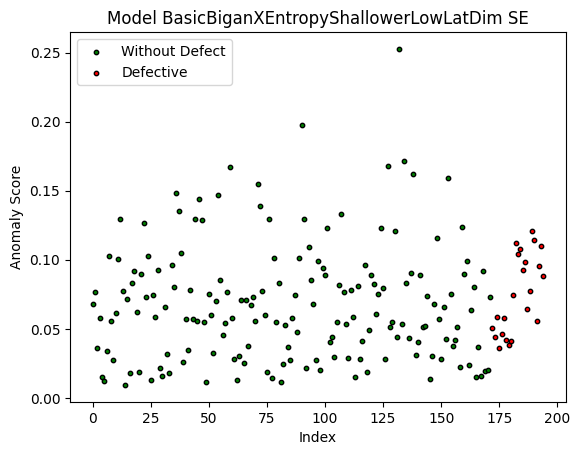 Model BasicBiganXEntropyShallowerLowLatDim SE
Without Defect
Defective
Anomaly Score
0.25
0.20
0.15
0.10
0.05
0.00
0 25 50 75 100 125 150 175 200
Index